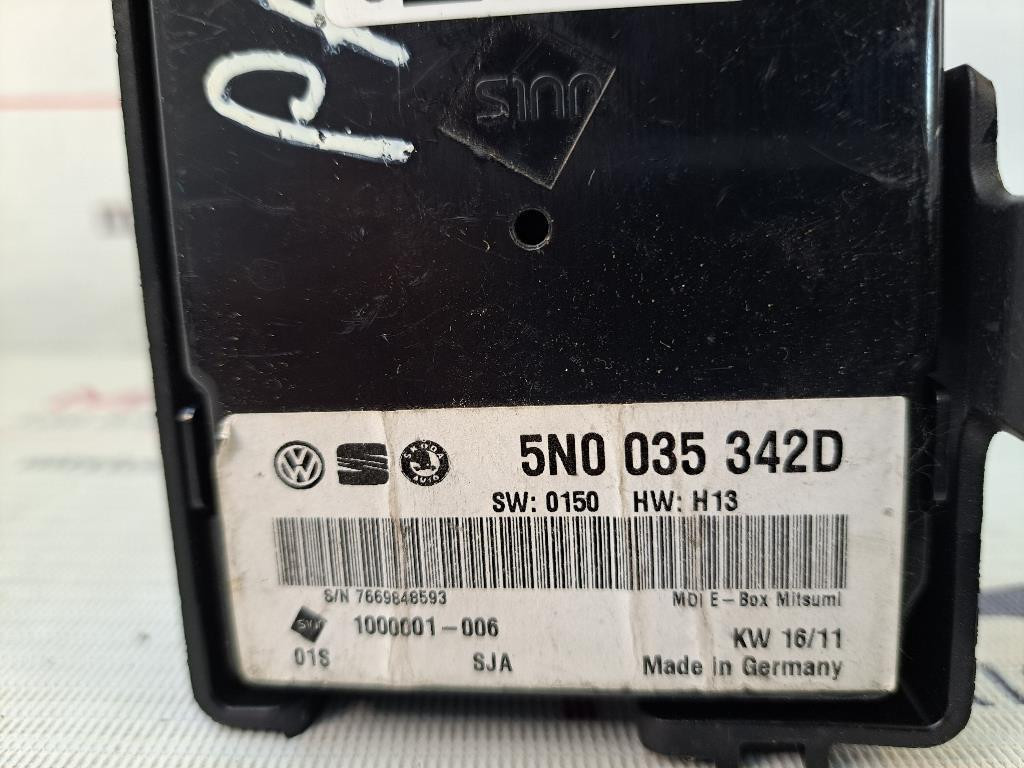 5N0 035 342D
SW: 0150 HW: H13
S/N 7669848593
MDI E-Box Mitsumi
1000001-006
KW 16/11
01S
SJA
Made in Germany